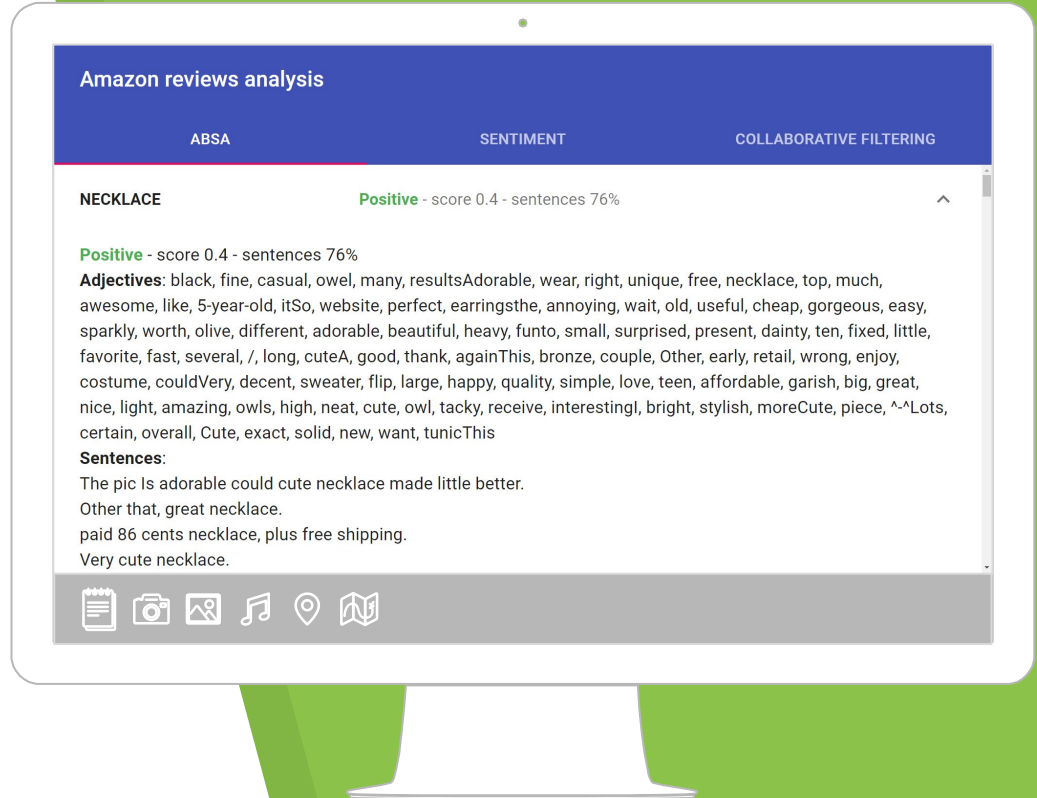 Amazon reviews analysis
ABSA SENTIMENT COLLABORATIVE FILTERING
NECKLACE Positive - score 0.4 - sentences 76%
Positive - score 0.4 - sentences 76%
Adjectives: black, fine, casual, owel, many, resultsAdorable, wear, right, unique, free, necklace, top, much,
awesome, like, 5-year-old, itSo, website, perfect, earringsthe, annoying, wait, old, useful, cheap, gorgeous, easy,
sparkly, worth, olive, different, adorable, beautiful, heavy, funto, small, surprised, present, dainty, ten, fixed, little,
favorite, fast, several, /, long, cuteA, good, thank, againThis, bronze, couple, Other, early, retail, wrong, enjoy,
costume, couldVery, decent, sweater, flip, large, happy, quality, simple, love, teen, affordable, garish, big, great,
nice, light, amazing, owls, high, neat, cute, owl, tacky, receive, interestingI, bright, stylish, moreCute, piece, ^-^Lots,
certain, overall, Cute, exact, solid, new, want, tunicThis
Sentences:
The pic Is adorable could cute necklace made little better.
Other that, great necklace.
paid 86 cents necklace, plus free shipping.
Very cute necklace.